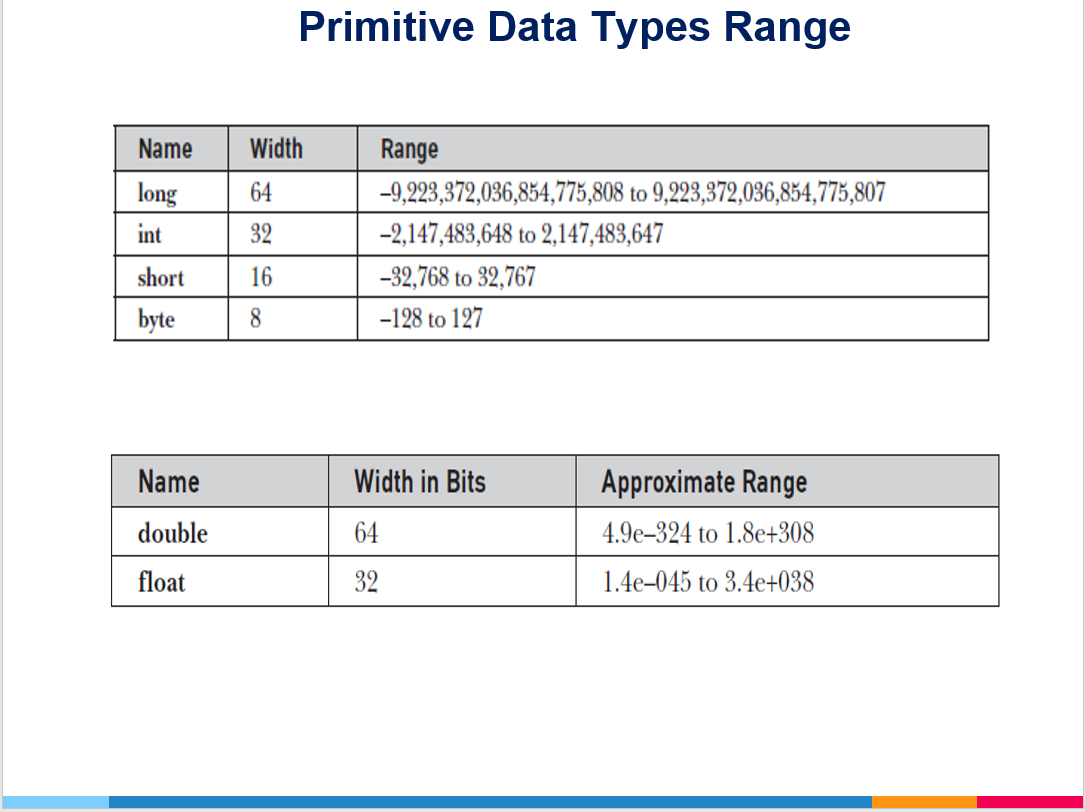 Primitive Data Types Range
Name Width Range
long 64 –9,223,372,036,854,775,808 to 9,223,372,036,854,775,807
int 32 –2,147,483,648 to 2,147,483,647
short 16 –32,768 to 32,767
byte 8 –128 to 127
Name Width in Bits Approximate Range
double 64 4.9e–324 to 1.8e+308
float 32 1.4e–045 to 3.4e+038